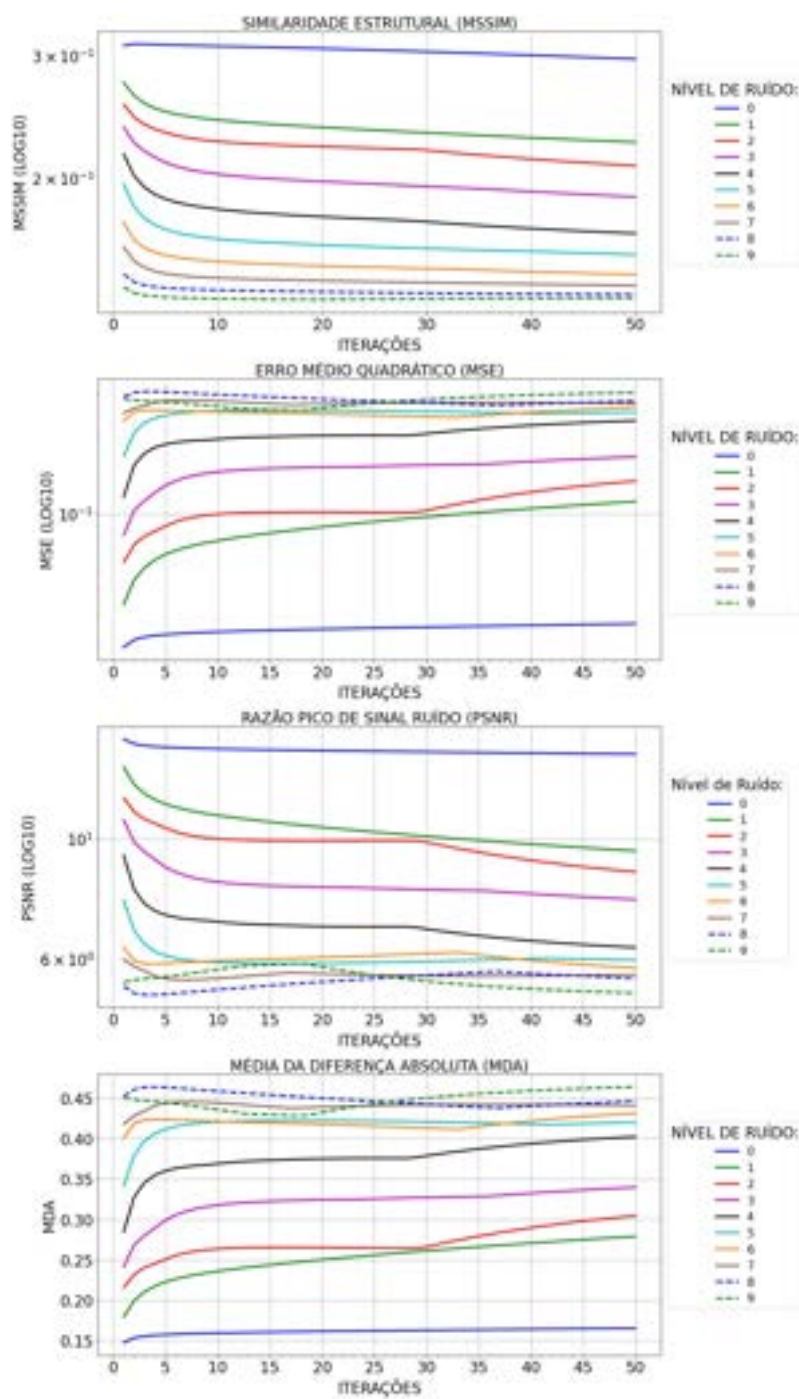 SIMILARIDADE ESTRUTURAL (MSSIM)
3 × 10⁻¹
2 × 10⁻¹
MSSIM (LOG10)
0 10 20 30 40 50
ITERAÇÕES
NÍVEL DE RUÍDO:
0
1
2
3
4
5
6
7
8
9
ERRO MÉDIO QUADRÁTICO (MSE)
10⁻¹
MSE (LOG10)
0 5 10 15 20 25 30 35 40 45 50
ITERAÇÕES
NÍVEL DE RUÍDO:
0
1
2
3
4
5
6
7
8
9
RAZÃO PICO DE SINAL RUÍDO (PSNR)
10¹
6 × 10⁰
PSNR (LOG10)
0 5 10 15 20 25 30 35 40 45 50
ITERAÇÕES
Nível de Ruído:
0
1
2
3
4
5
6
7
8
9
MÉDIA DA DIFERENÇA ABSOLUTA (MDA)
0.45
0.40
0.35
0.30
0.25
0.20
0.15
MDA
0 5 10 15 20 25 30 35 40 45 50
ITERAÇÕES
NÍVEL DE RUÍDO:
0
1
2
3
4
5
6
7
8
9